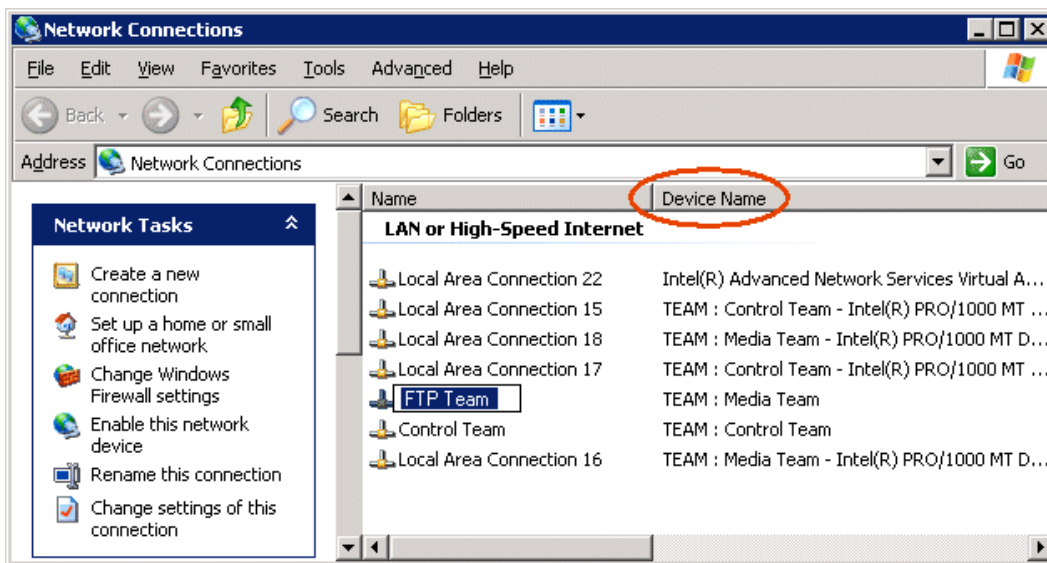 Network Connections
File Edit View Favorites Tools Advanced Help
Back Search Folders
Address Network Connections Go
Network Tasks
Create a new
connection
Set up a home or small
office network
Change Windows
Firewall settings
Enable this network
device
Rename this connection
Change settings of this
connection
Name Device Name
LAN or High-Speed Internet
Local Area Connection 22 Intel(R) Advanced Network Services Virtual A...
Local Area Connection 15 TEAM : Control Team - Intel(R) PRO/1000 MT ...
Local Area Connection 18 TEAM : Media Team - Intel(R) PRO/1000 MT D...
Local Area Connection 17 TEAM : Control Team - Intel(R) PRO/1000 MT ...
FTP Team TEAM : Media Team
Control Team TEAM : Control Team
Local Area Connection 16 TEAM : Media Team - Intel(R) PRO/1000 MT D...